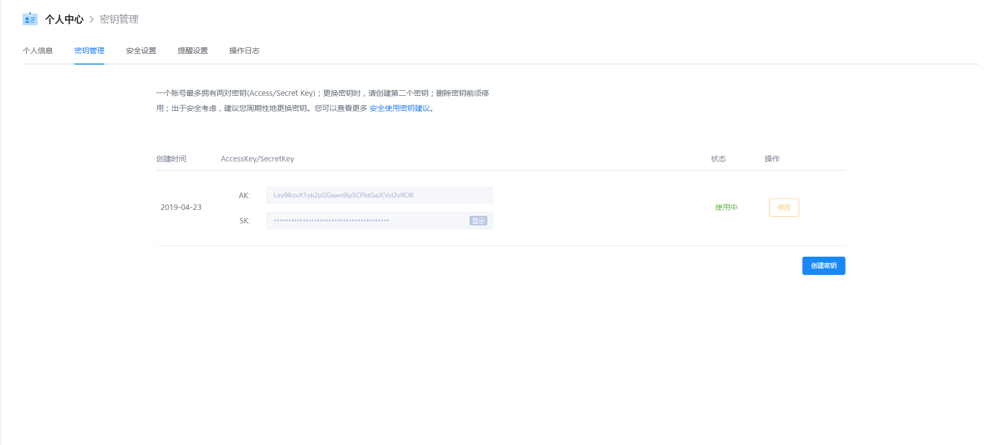 个人中心 > 密钥管理
个人信息 密钥管理 安全设置 提醒设置 操作日志
一个账号最多拥有两对密钥(Access/Secret Key)；更换密钥时，请创建第二个密钥；删除密钥前须停
用；出于安全考虑，建议您周期性地更换密钥。您可以查看更多 安全使用密钥建议。
创建时间 AccessKey/SecretKey 状态 操作
AK: Lev9lkzvX1yb2pGGawn9lp5CPbtGaiXVol2vRCl6
2019-04-23 使用中 停用
SK: •••••••••••••••••••••••••••••••••••••••• 显示
创建密钥